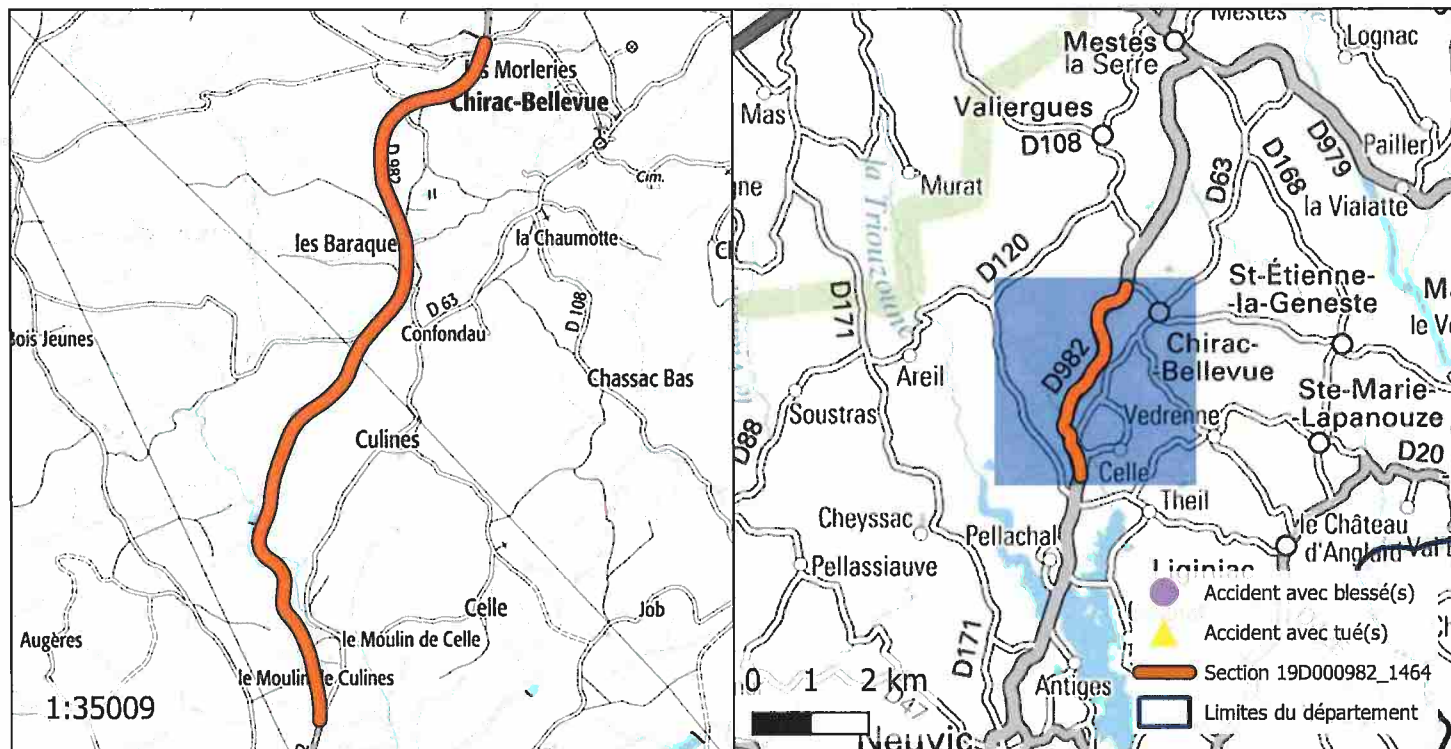 les Morleries
Chirac-Bellevue
D 982
Cim.
les Baraque
la Chaumotte
D 63
D 108
Confondau
Bois Jeunes
Chassac Bas
Culines
Celle
Job
Augères
le Moulin de Celle
le Moulin de Culines
1:35009
Mestes
Mestes
la Serre
Lognac
Mas
Valiergues
D108
D979
Pailler
Murat
D63
D168
la Vialatte
la Triouzoune
D120
St-Étienne-
-la-Geneste
D171
D982
Chirac-
-Bellevue
Areil
Ste-Marie-
-Lapanouze
Soustras
Vedrenne
D88
D20
Celle
Theil
Cheyssac
le Château
d'Anglard
Pellachal
Pellassiauve
Liginiac
Accident avec blessé(s)
Accident avec tué(s)
D171
Section 19D000982_1464
0 1 2 km
Antiges
D47
Limites du département
Neuvic